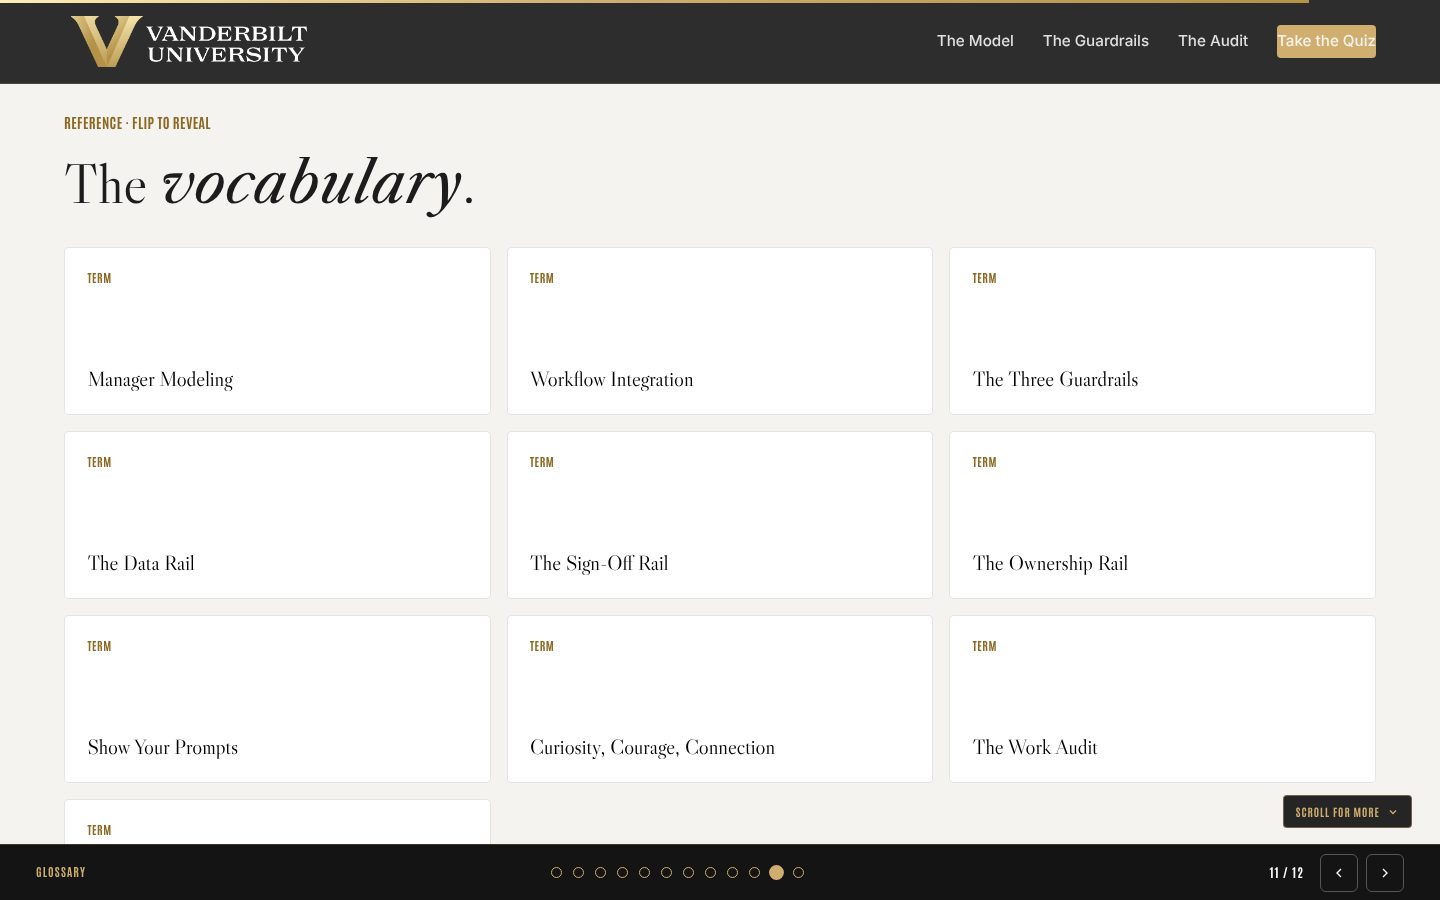 VANDERBILT
UNIVERSITY
The Model
The Guardrails
The Audit
Take the Quiz
REFERENCE · FLIP TO REVEAL
The vocabulary.
TERM
Manager Modeling
TERM
Workflow Integration
TERM
The Three Guardrails
TERM
The Data Rail
TERM
The Sign-Off Rail
TERM
The Ownership Rail
TERM
Show Your Prompts
TERM
Curiosity, Courage, Connection
TERM
The Work Audit
TERM
SCROLL FOR MORE
GLOSSARY
11 / 12